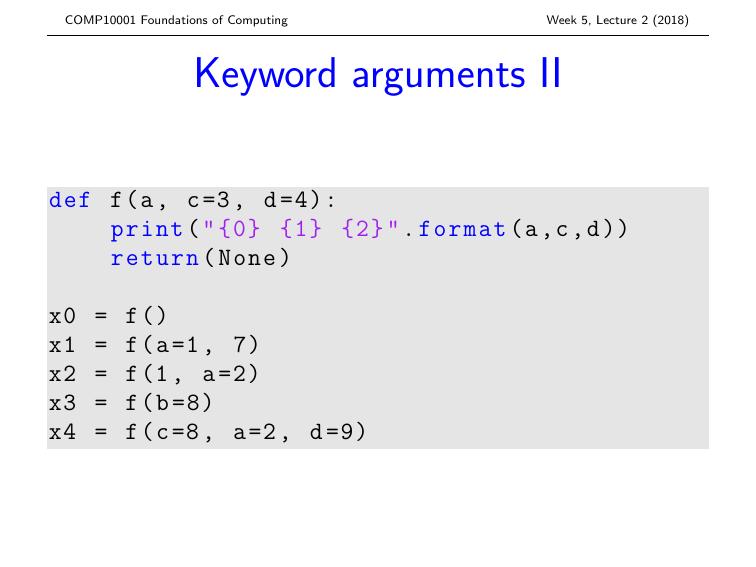 COMP10001 Foundations of Computing Week 5, Lecture 2 (2018)
Keyword arguments II
def f(a, c=3, d=4):
    print("{0} {1} {2}".format(a,c,d))
    return(None)
x0 = f()
x1 = f(a=1, 7)
x2 = f(1, a=2)
x3 = f(b=8)
x4 = f(c=8, a=2, d=9)